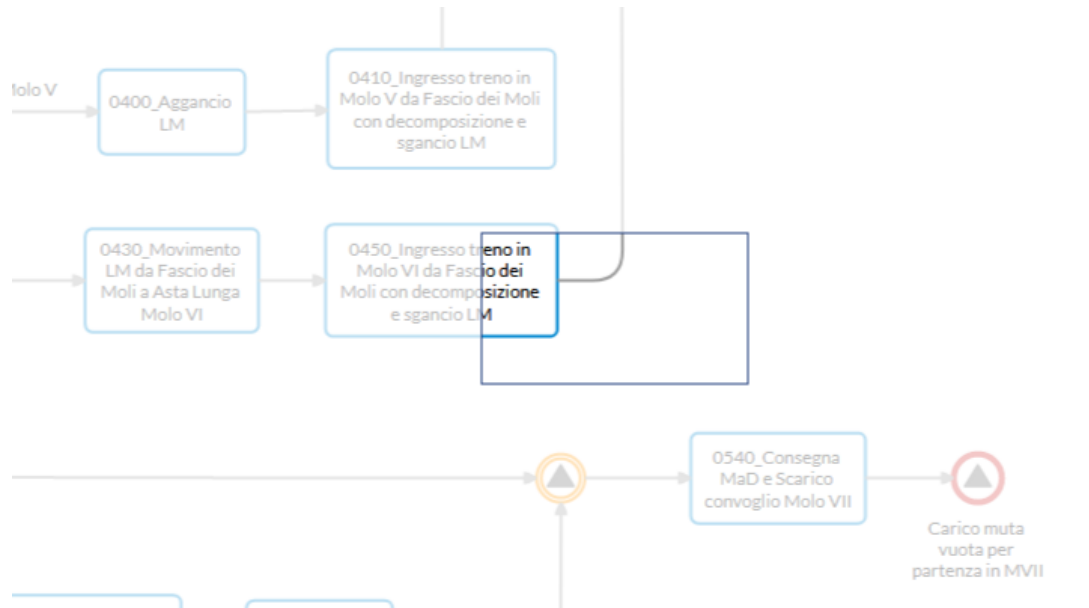 Molo V
0400_Aggancio
LM
0410_Ingresso treno in
Molo V da Fascio dei Moli
con decomposizione e
sgancio LM
0430_Movimento
LM da Fascio dei
Moli a Asta Lunga
Molo VI
0450_Ingresso treno in
Molo VI da Fascio dei
Moli con decomposizione
e sgancio LM
0540_Consegna
MaD e Scarico
convoglio Molo VII
Carico muta
vuota per
partenza in MVII